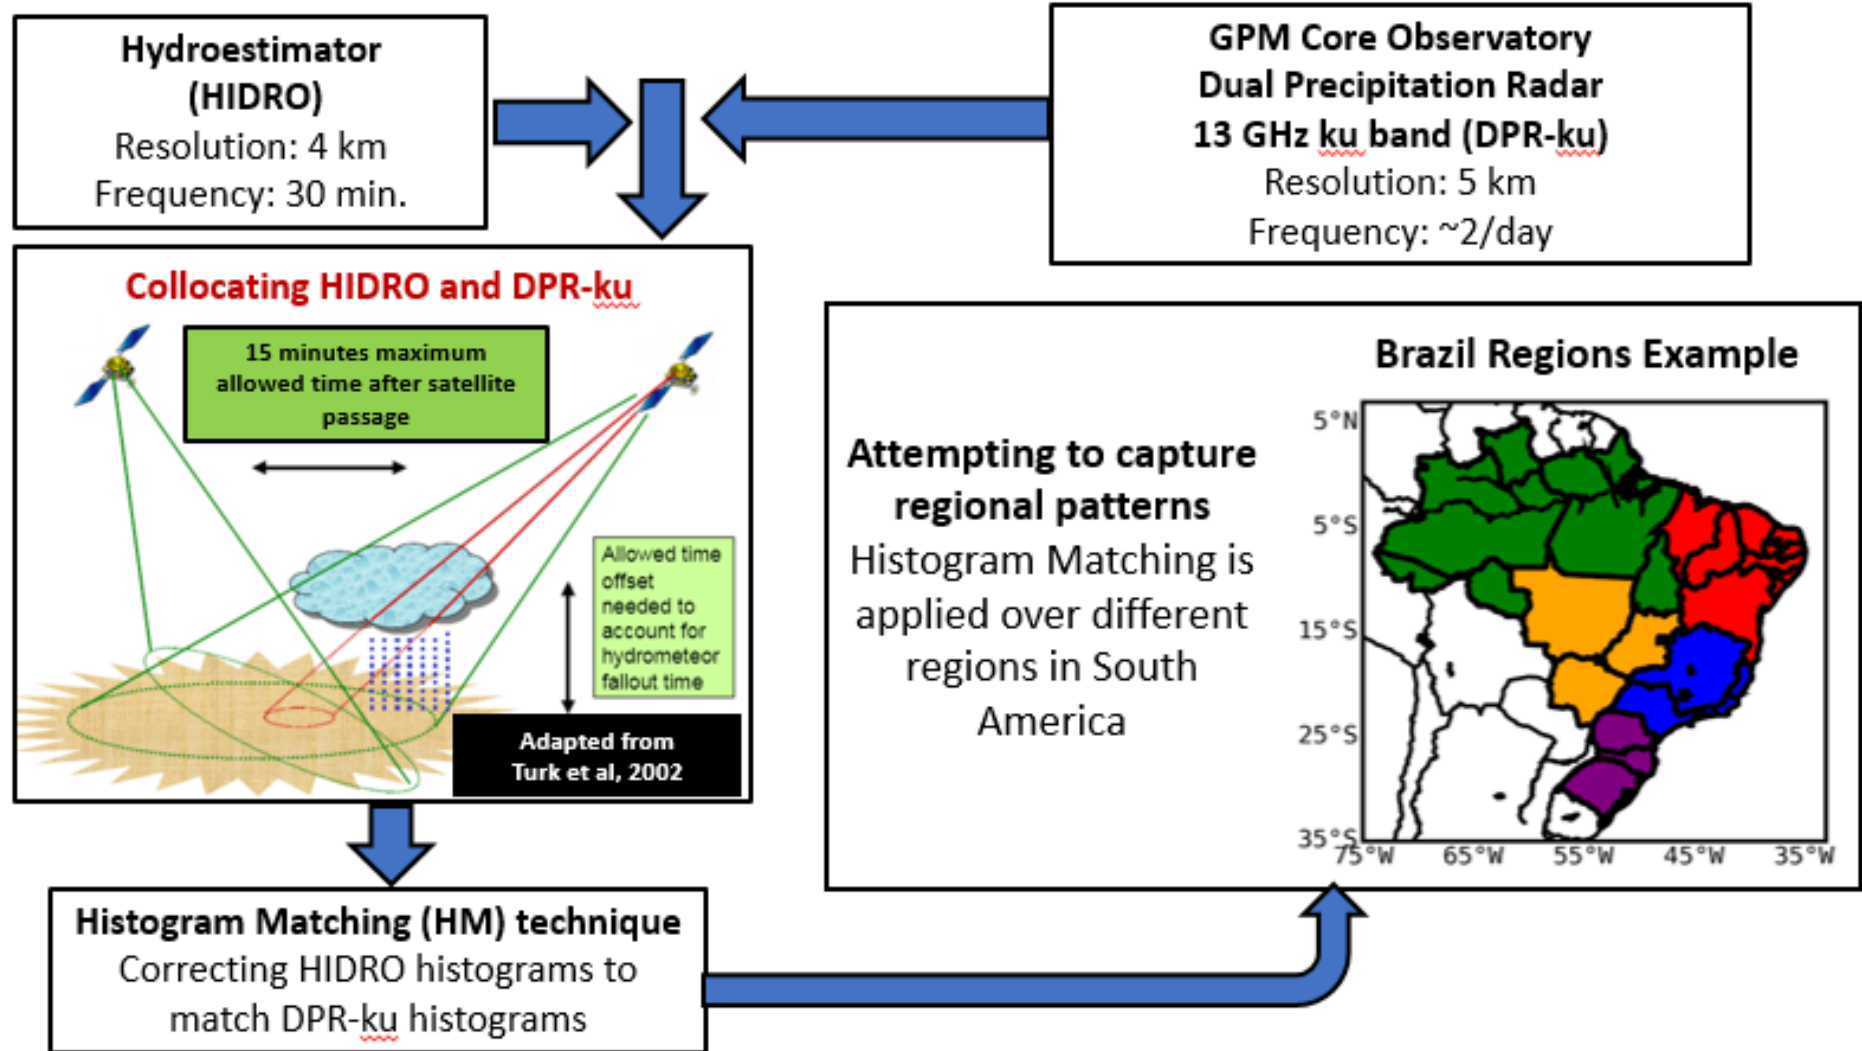 Hydroestimator
(HIDRO)
Resolution: 4 km
Frequency: 30 min.
GPM Core Observatory
Dual Precipitation Radar
13 GHz ku band (DPR-ku)
Resolution: 5 km
Frequency: ~2/day
Collocating HIDRO and DPR-ku
15 minutes maximum
allowed time after satellite
passage
Allowed time
offset
needed to
account for
hydrometeor
fallout time
Adapted from
Turk et al, 2002
Histogram Matching (HM) technique
Correcting HIDRO histograms to
match DPR-ku histograms
Attempting to capture
regional patterns
Histogram Matching is
applied over different
regions in South
America
Brazil Regions Example
5°N
5°S
15°S
25°S
35°S
75°W 65°W 55°W 45°W 35°W